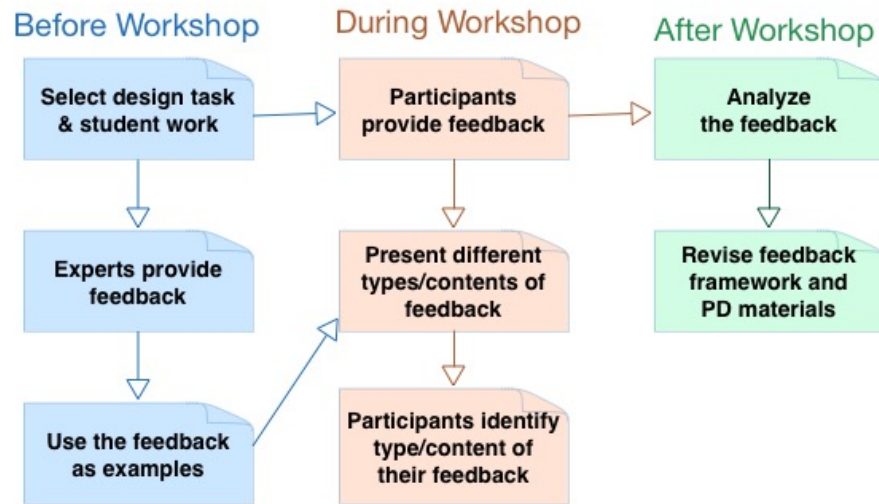 Before Workshop
During Workshop
After Workshop
Select design task
& student work
Participants
provide feedback
Analyze
the feedback
Experts provide
feedback
Present different
types/contents of
feedback
Revise feedback
framework and
PD materials
Use the feedback
as examples
Participants identify
type/content of
their feedback